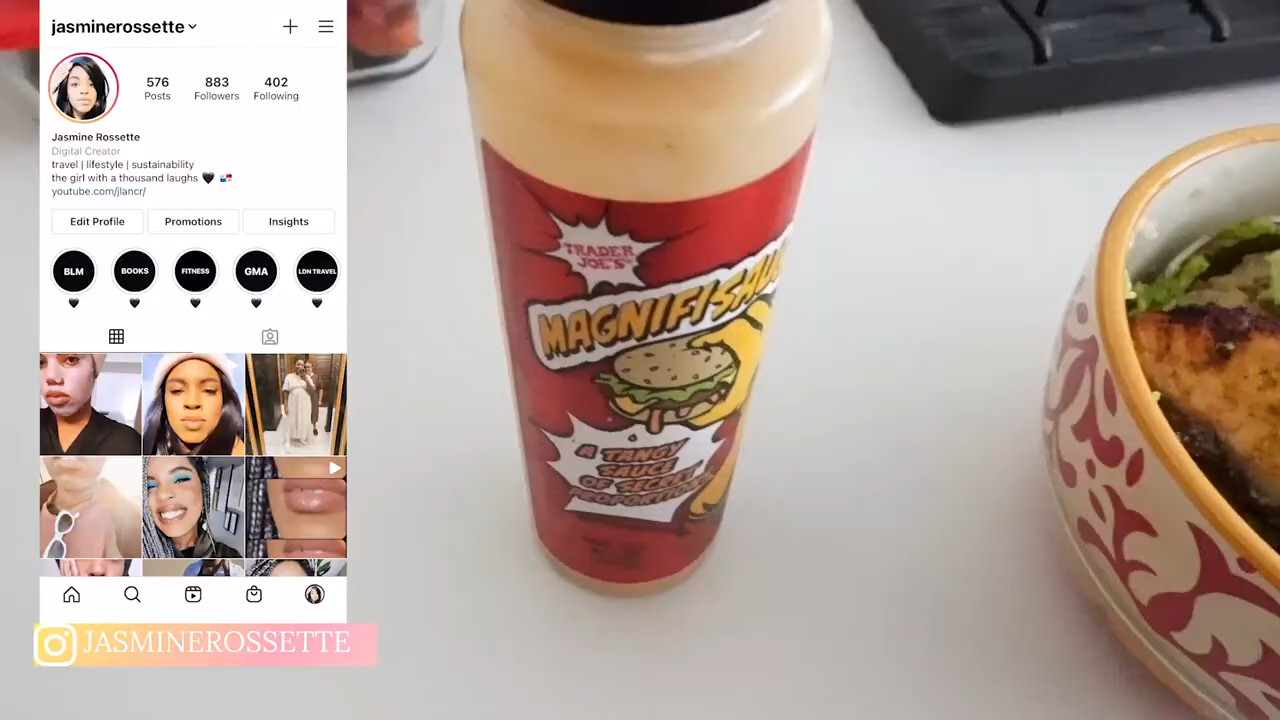 jasminerossette
576
883
402
Posts
Followers
Following
Jasmine Rossette
Digital Creator
travel | lifestyle | sustainability
the girl with a thousand laughs 🖤 🇵🇦
youtube.com/jlancr/
Edit Profile
Promotions
Insights
BLM
BOOKS
FITNESS
GMA
LDN TRAVEL
🖤
🖤
🖤
🖤
🖤
JASMINEROSSETTE
TRADER
JOE'S
MAGNIFISAUCE
A TANGY
SAUCE
OF SECRET
PROPORTIONS